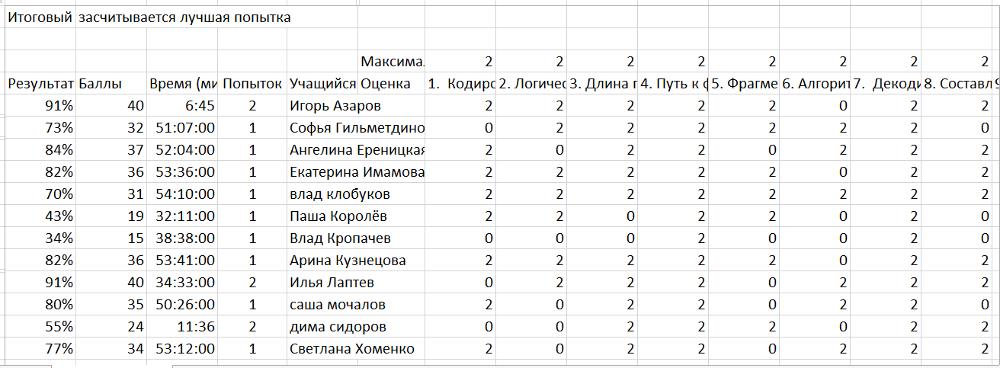 Итоговый засчитывается лучшая попытка
Максима. 2 2 2 2 2 2 2 2
Результат Баллы Время (ми Попыток Учащийся Оценка 1. Кодиро 2. Логичес 3. Длина п 4. Путь к ф 5. Фрагме 6. Алгорит 7. Декоди 8. Составл 9
91% 40 6:45 2 Игорь Азаров 2 2 2 2 2 0 2 2
73% 32 51:07:00 1 Софья Гильметдино 0 2 2 2 2 2 2 0
84% 37 52:04:00 1 Ангелина Ереницкая 2 0 2 2 0 2 2 2
82% 36 53:36:00 1 Екатерина Имамова 2 2 2 2 2 0 2 2
70% 31 54:10:00 1 влад клобуков 2 2 2 2 2 2 2 2
43% 19 32:11:00 1 Паша Королёв 2 2 0 2 2 0 2 0
34% 15 38:38:00 1 Влад Кропачев 0 0 0 2 0 0 2 0
82% 36 53:41:00 1 Арина Кузнецова 2 2 2 2 2 0 2 2
91% 40 34:33:00 2 Илья Лаптев 0 2 2 2 0 2 2 2
80% 35 50:26:00 1 саша мочалов 2 0 2 2 0 2 2 0
55% 24 11:36 2 дима сидоров 0 0 2 2 2 0 2 2
77% 34 53:12:00 1 Светлана Хоменко 2 0 2 2 0 2 2 2